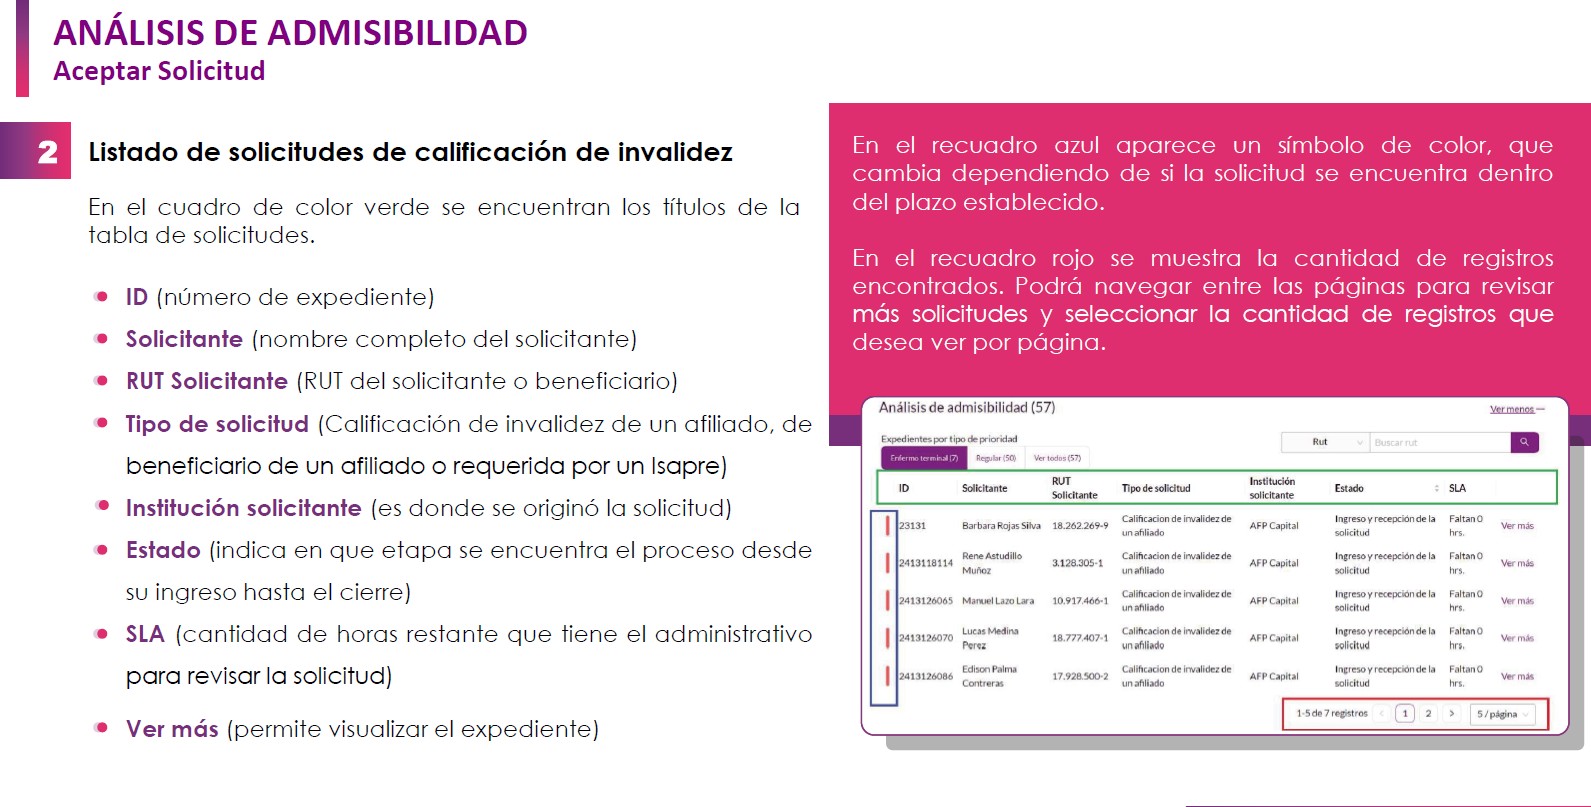 ANÁLISIS DE ADMISIBILIDAD
Aceptar Solicitud
2
Listado de solicitudes de calificación de invalidez
En el cuadro de color verde se encuentran los títulos de la
tabla de solicitudes.
ID (número de expediente)
Solicitante (nombre completo del solicitante)
RUT Solicitante (RUT del solicitante o beneficiario)
Tipo de solicitud (Calificación de invalidez de un afiliado, de
beneficiario de un afiliado o requerida por un Isapre)
Institución solicitante (es donde se originó la solicitud)
Estado (indica en que etapa se encuentra el proceso desde
su ingreso hasta el cierre)
SLA (cantidad de horas restante que tiene el administrativo
para revisar la solicitud)
Ver más (permite visualizar el expediente)
En el recuadro azul aparece un símbolo de color, que
cambia dependiendo de si la solicitud se encuentra dentro
del plazo establecido.
En el recuadro rojo se muestra la cantidad de registros
encontrados. Podrá navegar entre las páginas para revisar
más solicitudes y seleccionar la cantidad de registros que
desea ver por página.
Análisis de admisibilidad (57)
Ver menos
Expedientes por tipo de prioridad
Rut Buscar rut
Enfermo terminal (7) Regular (50) Ver todos (57)
ID Solicitante RUT Solicitante Tipo de solicitud Institución solicitante Estado SLA
23131 Barbara Rojas Silva 18.262.269-9 Calificacion de invalidez de un afiliado AFP Capital Ingreso y recepción de la solicitud Faltan 0 hrs. Ver más
2413118114 Rene Astudillo Muñoz 3.128.305-1 Calificacion de invalidez de un afiliado AFP Capital Ingreso y recepción de la solicitud Faltan 0 hrs. Ver más
2413126065 Manuel Lazo Lara 10.917.466-1 Calificacion de invalidez de un afiliado AFP Capital Ingreso y recepción de la solicitud Faltan 0 hrs. Ver más
2413126070 Lucas Medina Perez 18.777.407-1 Calificacion de invalidez de un afiliado AFP Capital Ingreso y recepción de la solicitud Faltan 0 hrs. Ver más
2413126086 Edison Palma Contreras 17.928.500-2 Calificacion de invalidez de un afiliado AFP Capital Ingreso y recepción de la solicitud Faltan 0 hrs. Ver más
1-5 de 7 registros < 1 2 > 5 / página